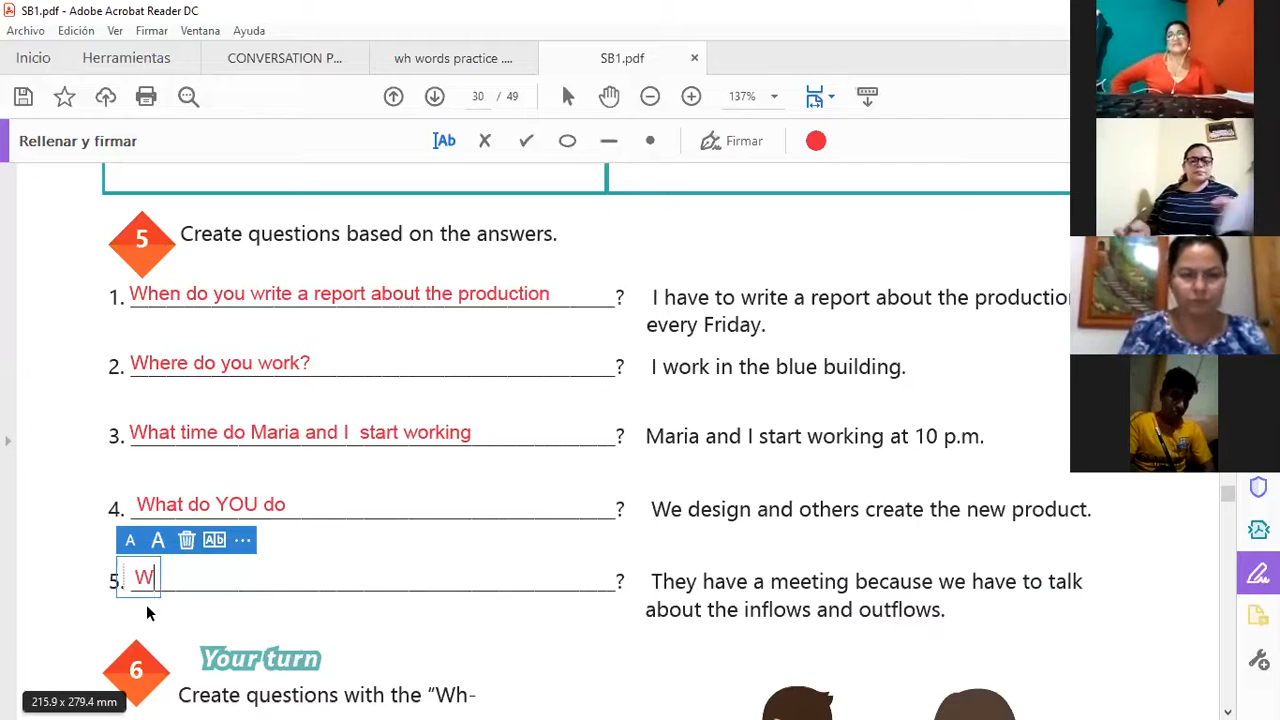 SB1.pdf - Adobe Acrobat Reader DC
Archivo Edición Ver Firmar Ventana Ayuda
Inicio Herramientas CONVERSATION P... wh words practice .... SB1.pdf ×
30 / 49 137%
Rellenar y firmar Ab Firmar
5 Create questions based on the answers.
1. When do you write a report about the production ? I have to write a report about the production
every Friday.
2. Where do you work? ? I work in the blue building.
3. What time do Maria and I start working ? Maria and I start working at 10 p.m.
4. What do YOU do ? We design and others create the new product.
A A Ab ...
5. W ? They have a meeting because we have to talk
about the inflows and outflows.
6 Your turn
Create questions with the “Wh-
215.9 x 279.4 mm